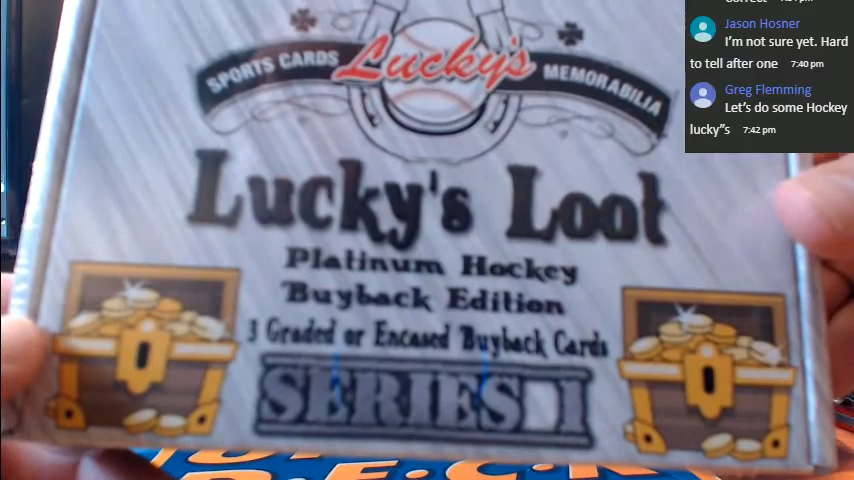 Correct
Jason Hosner
I'm not sure yet. Hard
to tell after one 7:40 pm
Greg Flemming
Let's do some Hockey
lucky"s 7:42 pm
SPORTS CARDS Lucky's MEMORABILIA
Lucky's Loot
Platinum Hockey
Buyback Edition
3 Graded or Encased Buyback Cards
SERIES 1